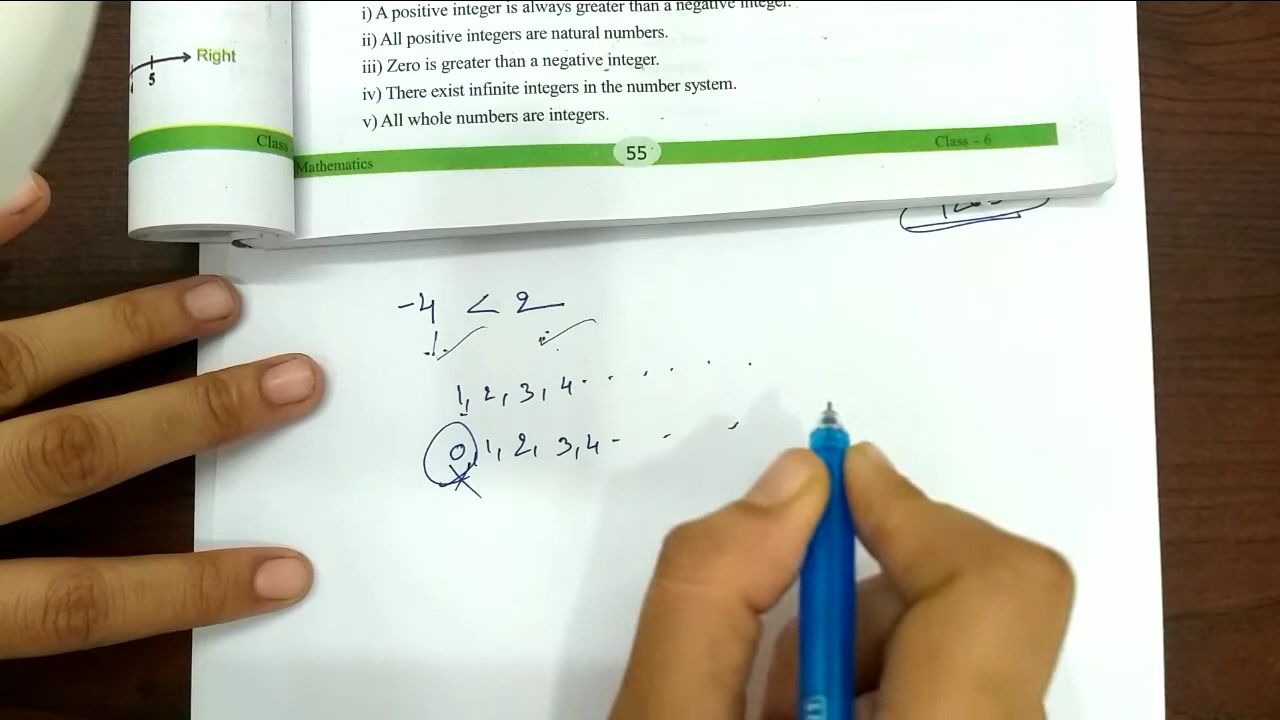 i) A positive integer is always greater than a negative integer.
ii) All positive integers are natural numbers.
iii) Zero is greater than a negative integer.
iv) There exist infinite integers in the number system.
v) All whole numbers are integers.
Right
5
Class
Mathematics
55
Class - 6
-4 < 2
1, 2, 3, 4 . . . . . .
0, 1, 2, 3, 4 - - -